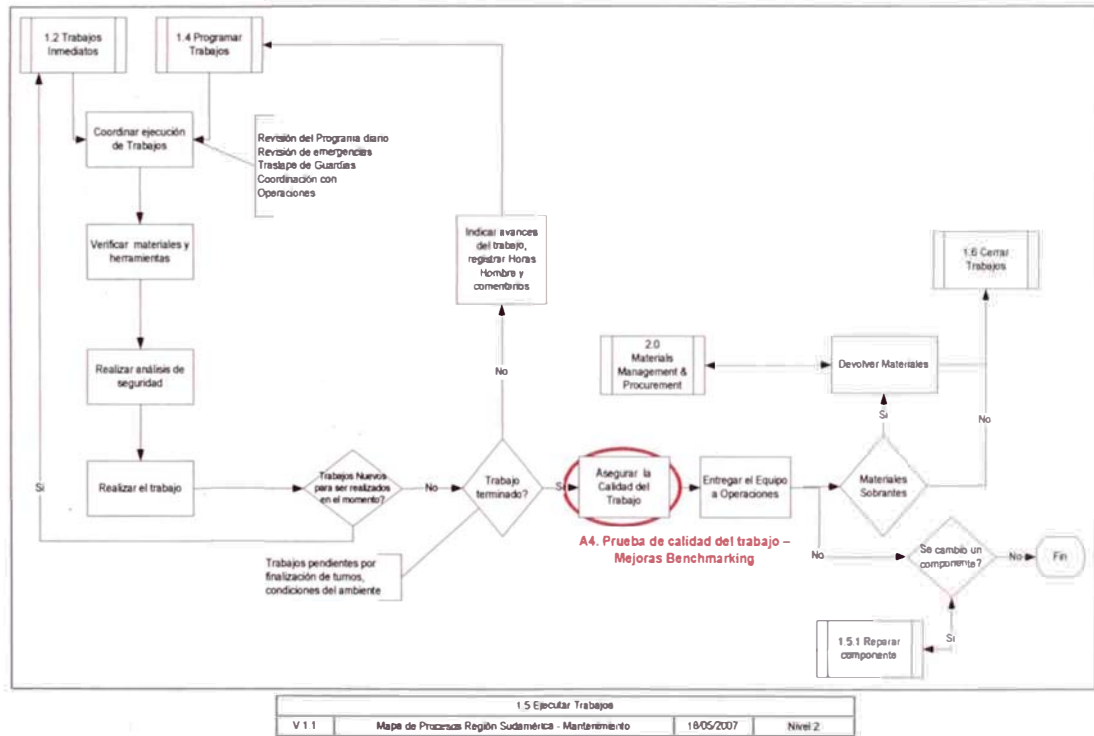 1.2 Trabajos
Inmediatos
1.4 Programar
Trabajos
Coordinar ejecución
de Trabajos
Revisión del Programa diario
Revisión de emergencias
Traslape de Guardias
Coordinación con
Operaciones
Verificar materiales y
herramientas
Indicar avances
del trabajo,
registrar Horas
Hombre y
comentarios
1.6 Cerrar
Trabajos
Realizar análisis de
seguridad
No
2.0
Materials
Management &
Procurement
Devolver Materiales
Si
No
Si
Realizar el trabajo
Trabajos Nuevos
para ser realizados
en el momento?
No
Trabajo
terminado?
Si
Asegurar la
Calidad del
Trabajo
Entregar el Equipo
a Operaciones
Materiales
Sobrantes
A4. Prueba de calidad del trabajo –
Mejoras Benchmarking
No
Se cambio un
componente?
No
Fin
Trabajos pendientes por
finalización de turnos,
condiciones del ambiente
Si
1.5.1 Reparar
componente
1.5 Ejecutar Trabajos
V 1.1
Mapa de Procesos Región Sudamérica - Mantenimiento
18/05/2007
Nivel 2